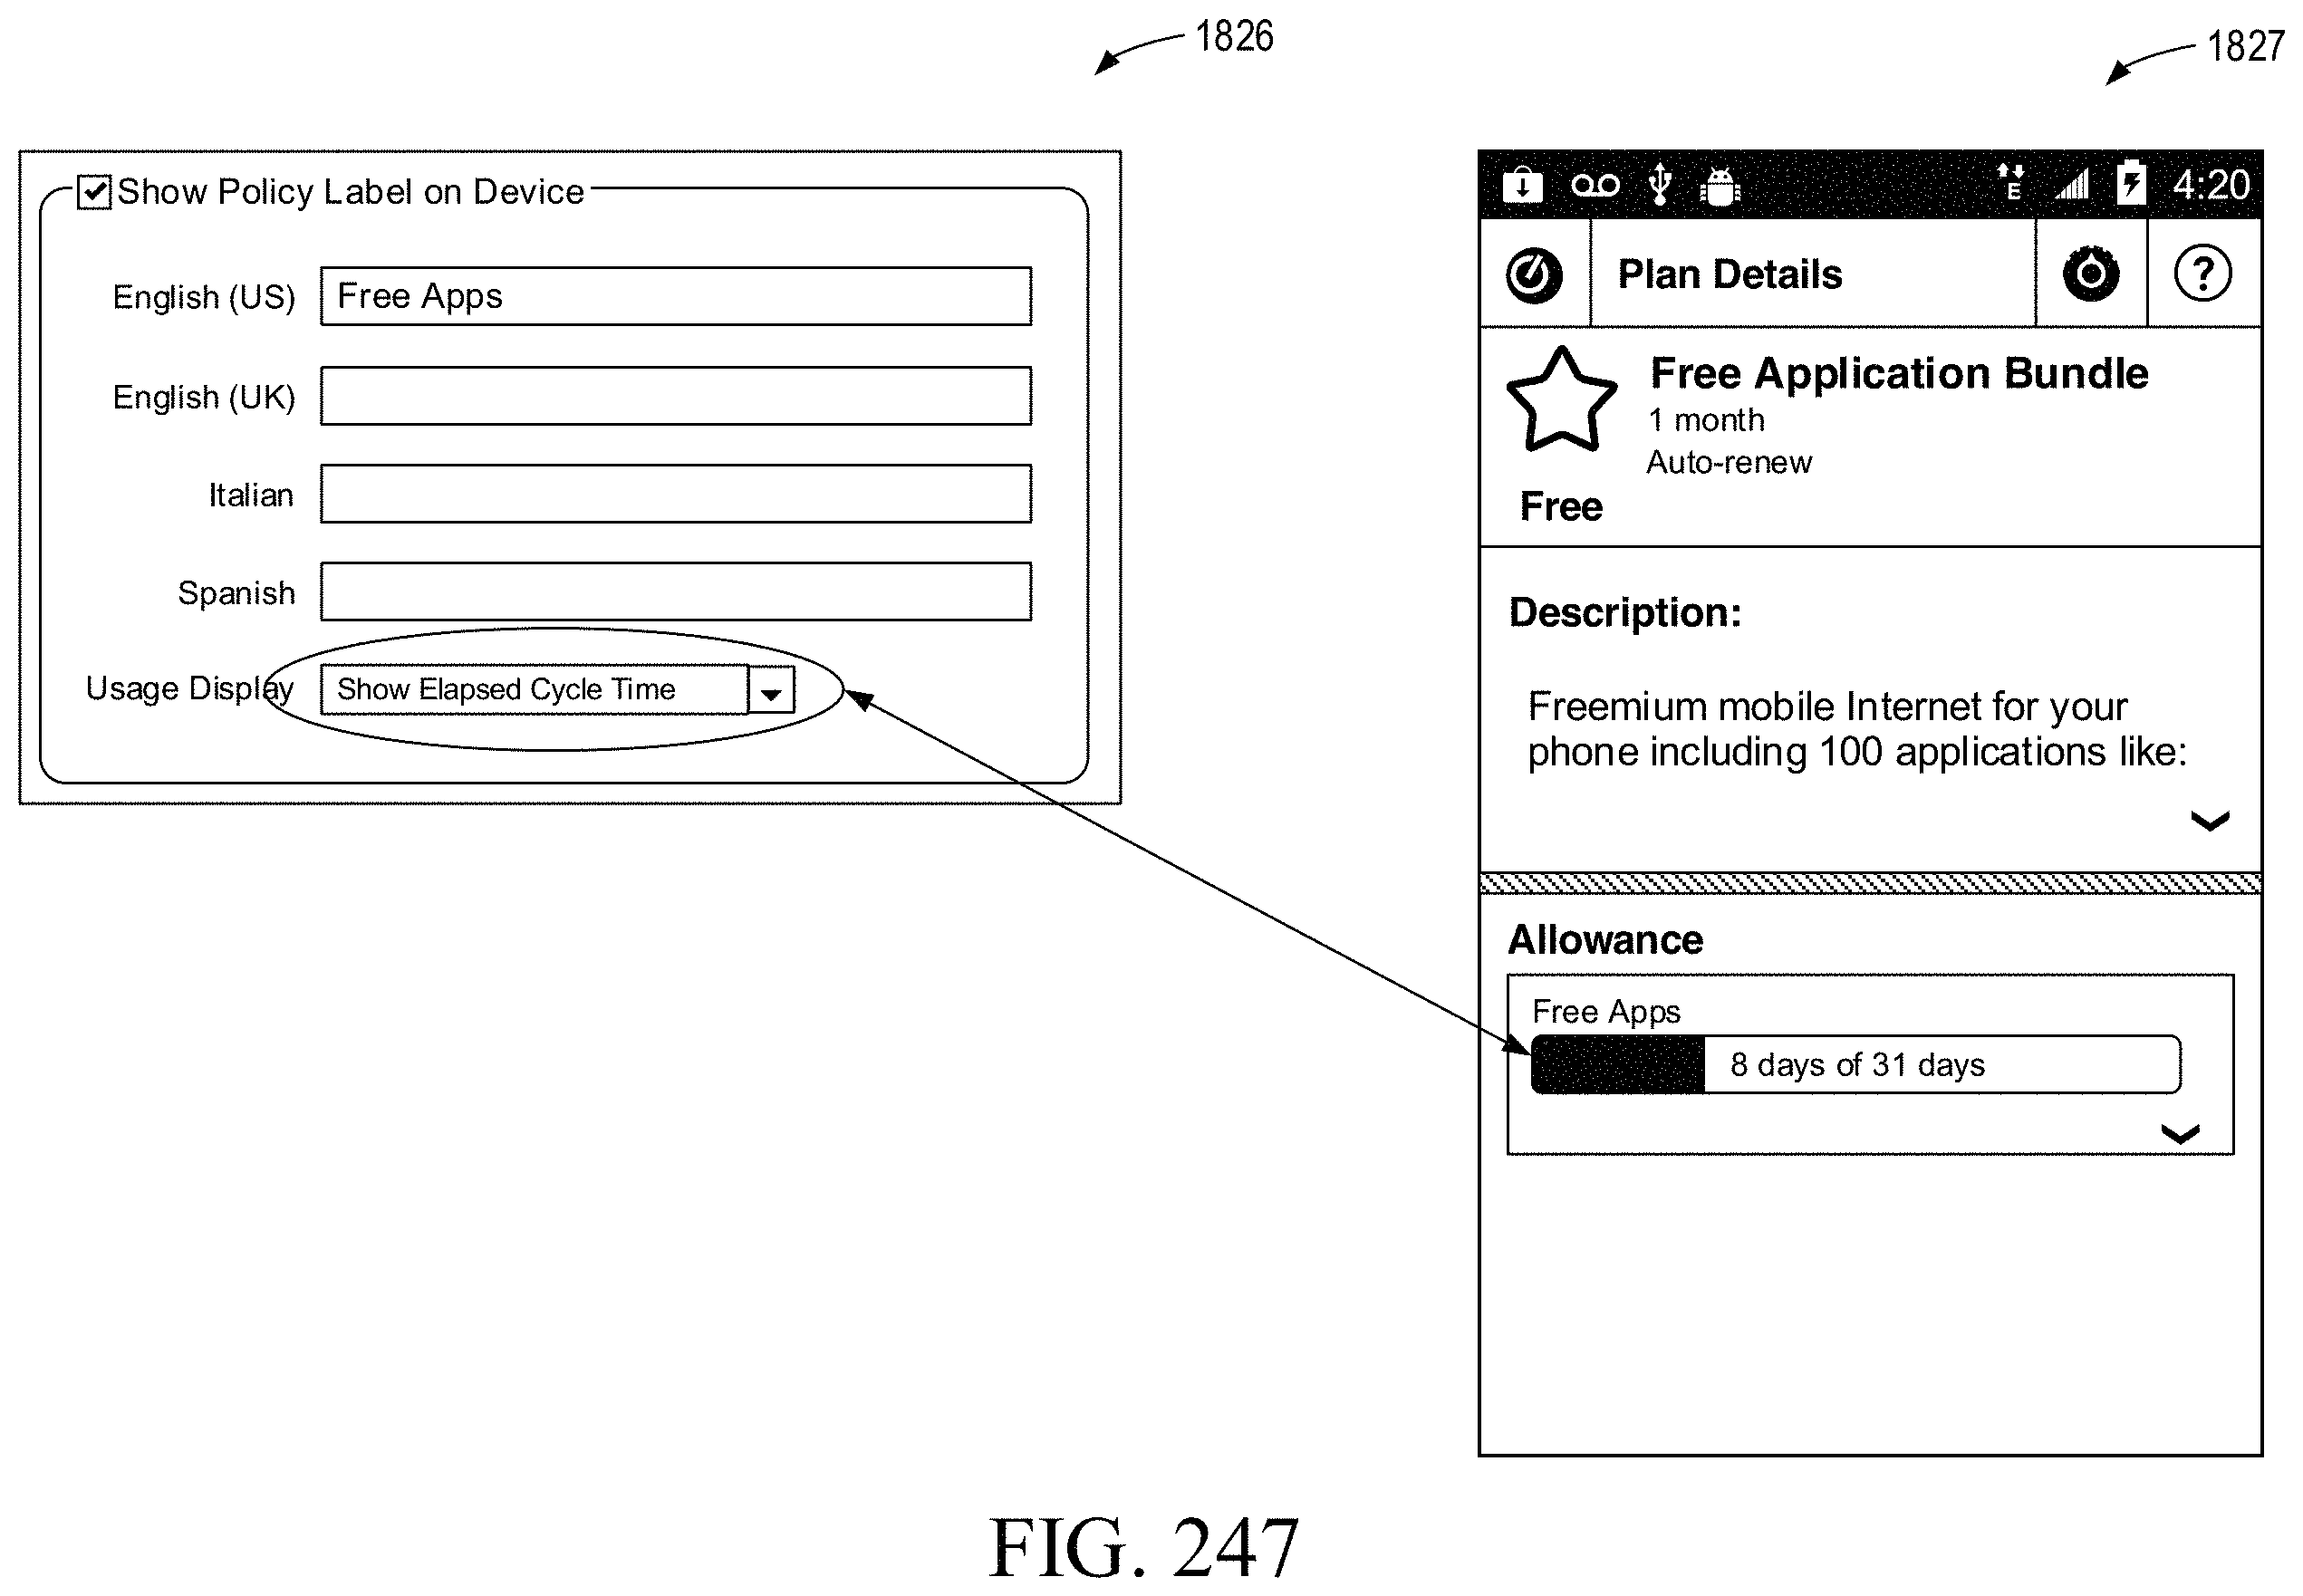 1826
1827
Show Policy Label on Device
English (US) Free Apps
English (UK)
Italian
Spanish
Usage Display Show Elapsed Cycle Time
E 4:20
Plan Details ?
Free Application Bundle
1 month
Auto-renew
Free
Description:
Freemium mobile Internet for your
phone including 100 applications like:
Allowance
Free Apps
8 days of 31 days
FIG. 247